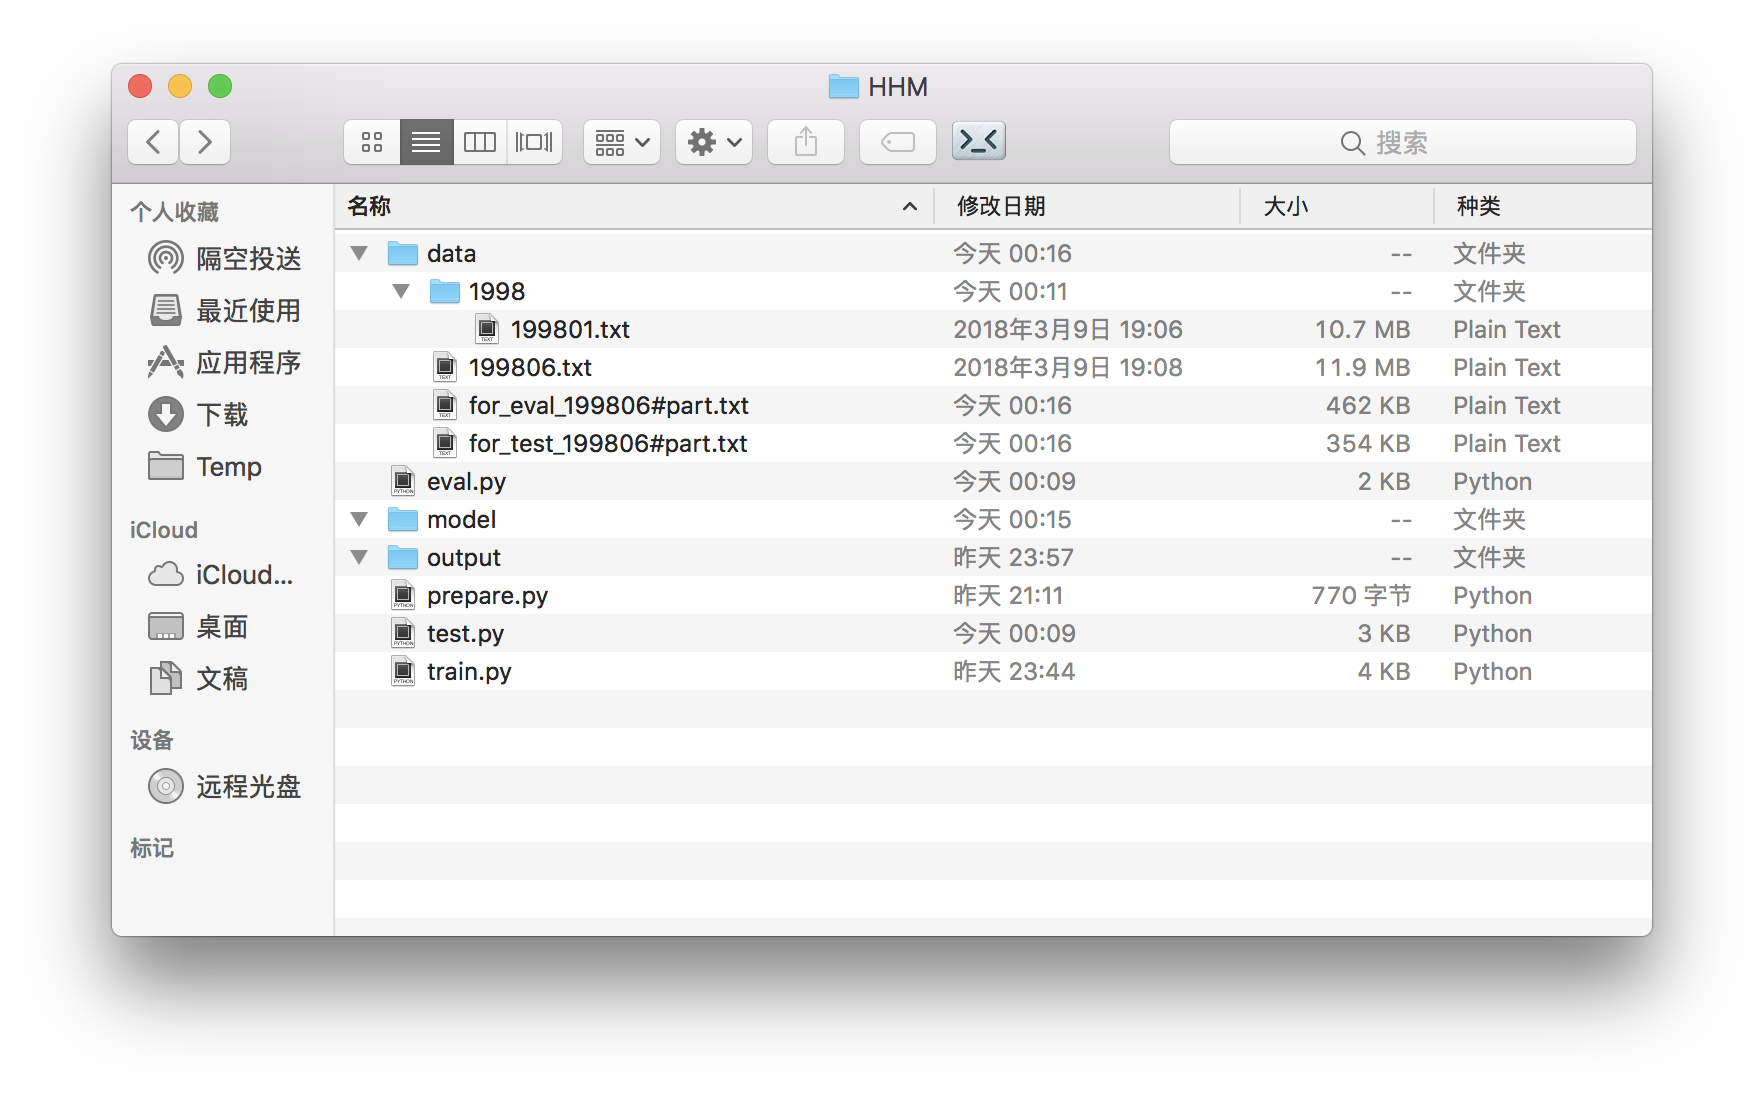 HHM
搜索
个人收藏
隔空投送
最近使用
应用程序
下载
Temp
iCloud
iCloud...
桌面
文稿
设备
远程光盘
标记
名称 修改日期 大小 种类
data 今天 00:16 -- 文件夹
1998 今天 00:11 -- 文件夹
199801.txt 2018年3月9日 19:06 10.7 MB Plain Text
199806.txt 2018年3月9日 19:08 11.9 MB Plain Text
for_eval_199806#part.txt 今天 00:16 462 KB Plain Text
for_test_199806#part.txt 今天 00:16 354 KB Plain Text
eval.py 今天 00:09 2 KB Python
model 今天 00:15 -- 文件夹
output 昨天 23:57 -- 文件夹
prepare.py 昨天 21:11 770 字节 Python
test.py 今天 00:09 3 KB Python
train.py 昨天 23:44 4 KB Python